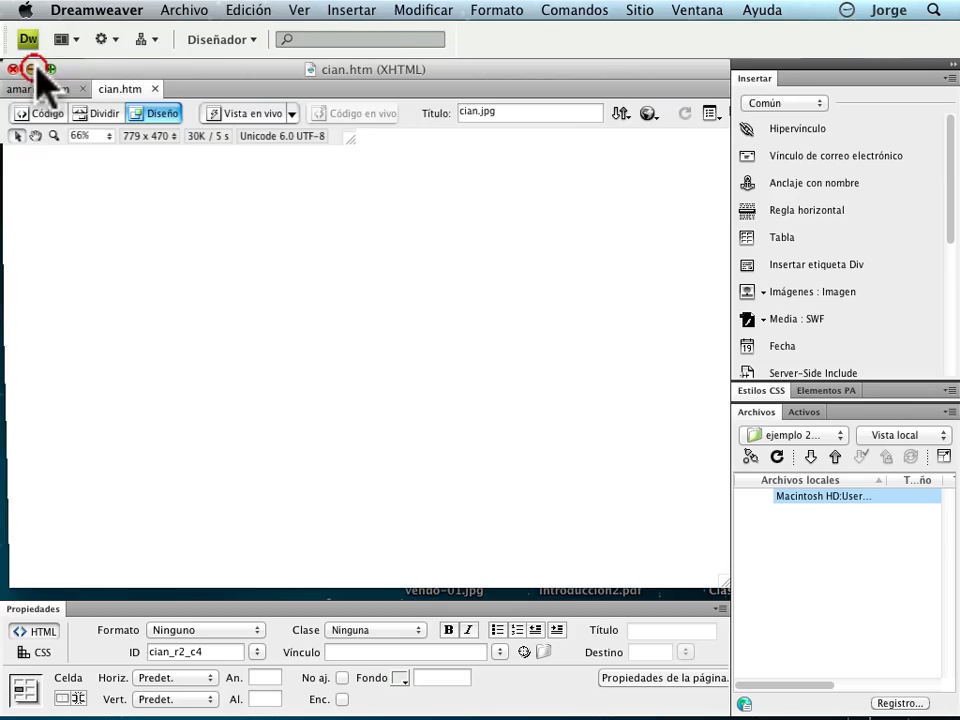 Dreamweaver Archivo Edición Ver Insertar Modificar Formato Comandos Sitio Ventana Ayuda Jorge
Dw Diseñador
cian.htm (XHTML)
cian.htm
Código Dividir Diseño Vista en vivo Código en vivo Título: cian.jpg
66% 779 x 470 30K / 5 s Unicode 6.0 UTF-8
Insertar
Común
Hipervínculo
Vínculo de correo electrónico
Anclaje con nombre
Regla horizontal
Tabla
Insertar etiqueta Div
Imágenes : Imagen
Media : SWF
19 Fecha
Server-Side Include
Estilos CSS Elementos PA
Archivos Activos
ejemplo 2... Vista local
Archivos locales T...ño
Macintosh HD:User...
vendo-01.jpg Introduccion2.pdf
Propiedades
HTML Formato Ninguno Clase Ninguna B I Título
CSS ID cian_r2_c4 Vínculo Destino
Celda Horiz. Predet. An. No aj. Fondo Propiedades de la página.
Vert. Predet. Al. Enc.
Registro...